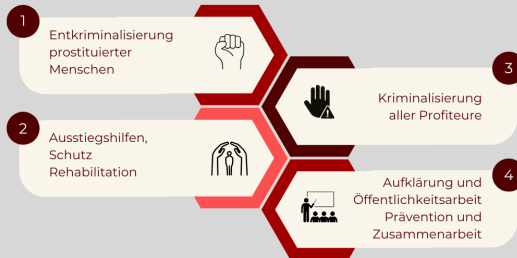 1
Entkriminalisierung
prostituierter
Menschen
2
Ausstiegshilfen,
Schutz
Rehabilitation
3
Kriminalisierung
aller Profiteure
4
Aufklärung und
Öffentlichkeitsarbeit
Prävention und
Zusammenarbeit